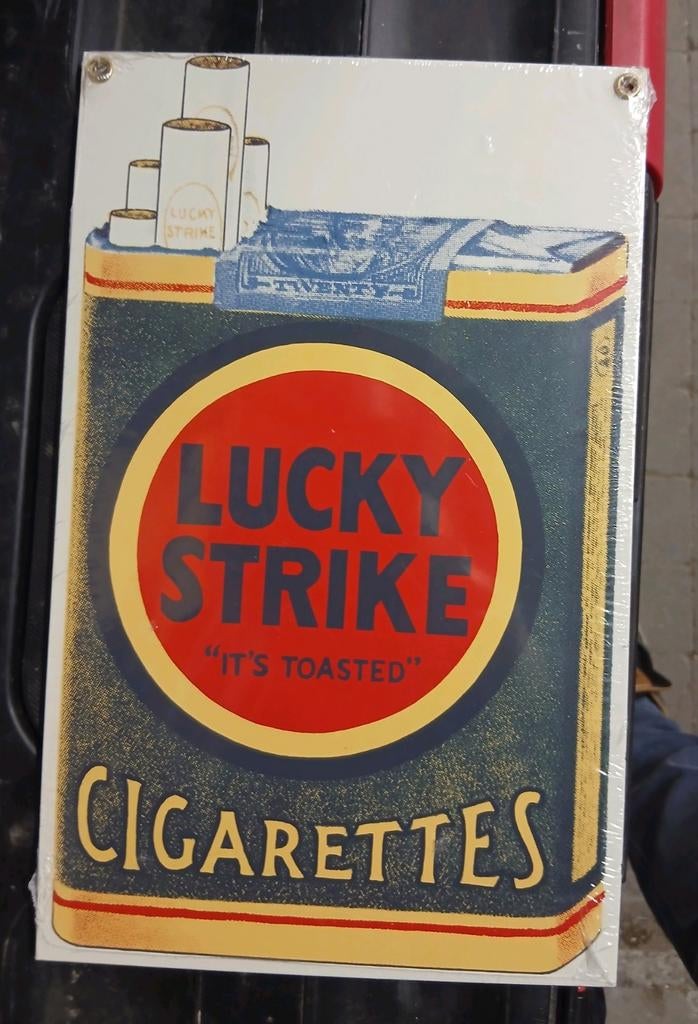 LUCKY
STRIKE
TWENTY
LUCKY
STRIKE
"IT'S TOASTED"
CIGARETTES